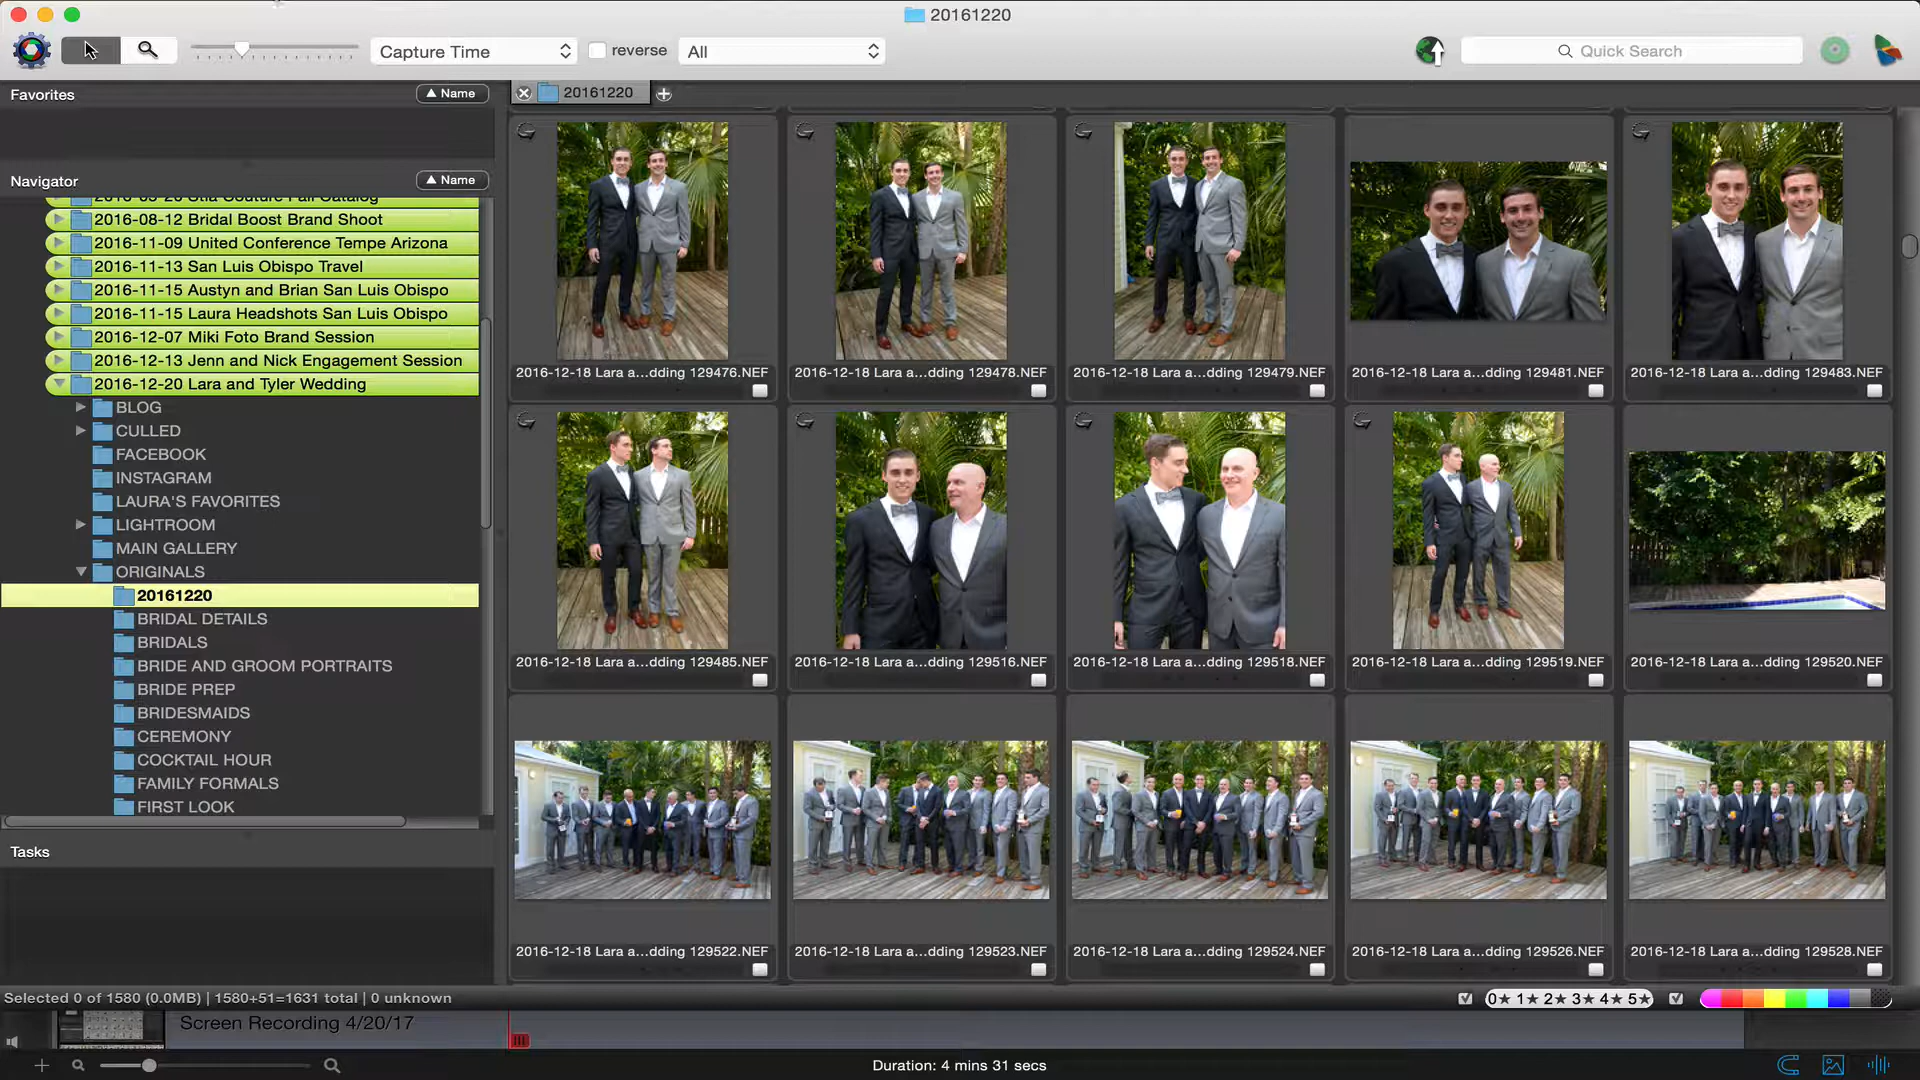 20161220
Capture Time
reverse
All
Quick Search
Favorites
Name
20161220
Navigator
Name
2016-08-12 Bridal Boost Brand Shoot
2016-11-09 United Conference Tempe Arizona
2016-11-13 San Luis Obispo Travel
2016-11-15 Austyn and Brian San Luis Obispo
2016-11-15 Laura Headshots San Luis Obispo
2016-12-07 Miki Foto Brand Session
2016-12-13 Jenn and Nick Engagement Session
2016-12-20 Lara and Tyler Wedding
BLOG
CULLED
FACEBOOK
INSTAGRAM
LAURA'S FAVORITES
LIGHTROOM
MAIN GALLERY
ORIGINALS
20161220
BRIDAL DETAILS
BRIDALS
BRIDE AND GROOM PORTRAITS
BRIDE PREP
BRIDESMAIDS
CEREMONY
COCKTAIL HOUR
FAMILY FORMALS
FIRST LOOK
Tasks
2016-12-18 Lara a...dding 129476.NEF
2016-12-18 Lara a...dding 129478.NEF
2016-12-18 Lara a...dding 129479.NEF
2016-12-18 Lara a...dding 129481.NEF
2016-12-18 Lara a...dding 129483.NEF
2016-12-18 Lara a...dding 129485.NEF
2016-12-18 Lara a...dding 129516.NEF
2016-12-18 Lara a...dding 129518.NEF
2016-12-18 Lara a...dding 129519.NEF
2016-12-18 Lara a...dding 129520.NEF
2016-12-18 Lara a...dding 129522.NEF
2016-12-18 Lara a...dding 129523.NEF
2016-12-18 Lara a...dding 129524.NEF
2016-12-18 Lara a...dding 129526.NEF
2016-12-18 Lara a...dding 129528.NEF
Selected 0 of 1580 (0.0MB) | 1580+51=1631 total | 0 unknown
0★ 1★ 2★ 3★ 4★ 5★
Screen Recording 4/20/17
Duration: 4 mins 31 secs